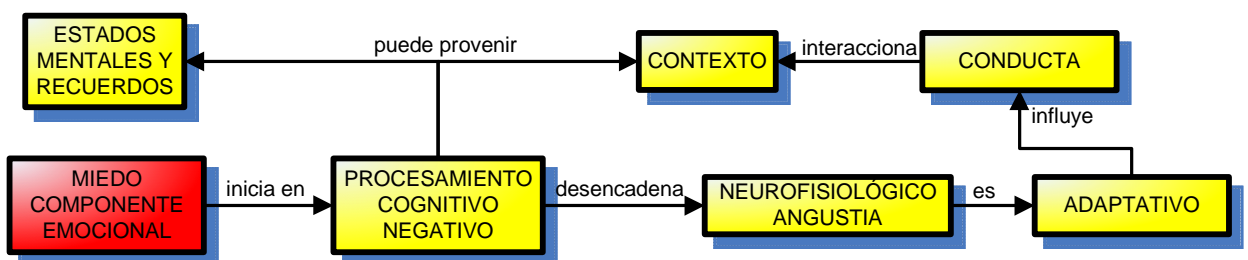 ESTADOS
MENTALES Y
RECUERDOS
puede provenir
CONTEXTO
interacciona
CONDUCTA
influye
MIEDO
COMPONENTE
EMOCIONAL
inicia en
PROCESAMIENTO
COGNITIVO
NEGATIVO
desencadena
NEUROFISIOLÓGICO
ANGUSTIA
es
ADAPTATIVO